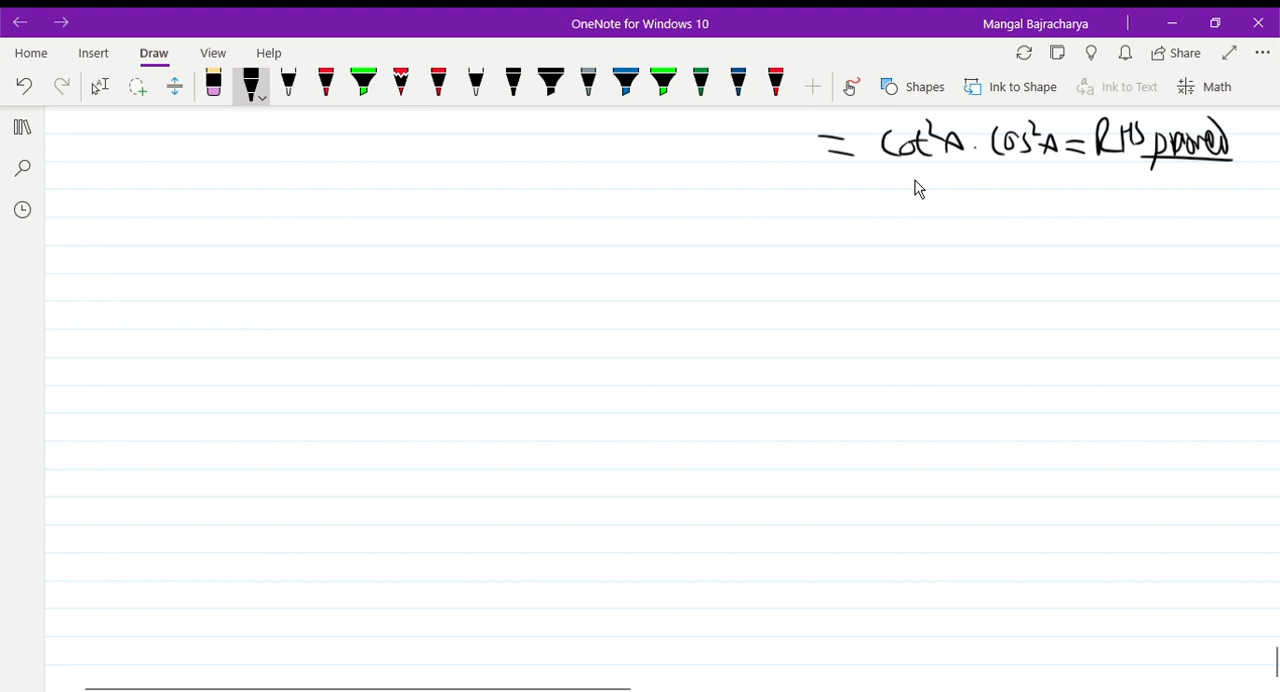 OneNote for Windows 10
Mangal Bajracharya
Home Insert Draw View Help
Share
Shapes Ink to Shape Ink to Text Math
= Cot²A . Cos²A = RHS proved